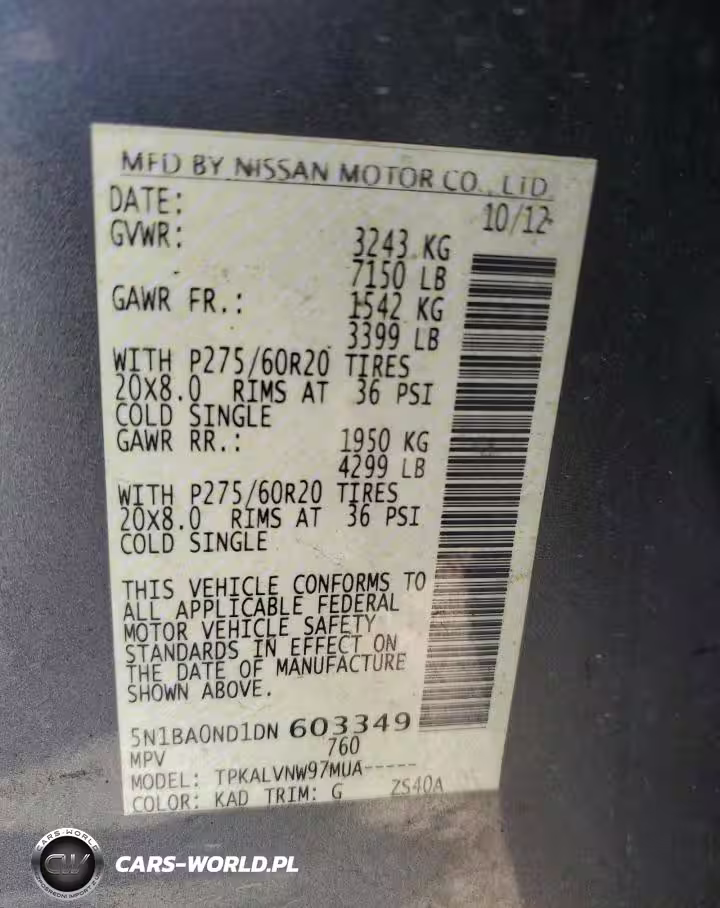 MFD BY NISSAN MOTOR CO., LTD
DATE: 10/12
GVWR: 3243 KG
7150 LB
GAWR FR.: 1542 KG
3399 LB
WITH P275/60R20 TIRES
20X8.0 RIMS AT 36 PSI
COLD SINGLE
GAWR RR.: 1950 KG
4299 LB
WITH P275/60R20 TIRES
20X8.0 RIMS AT 36 PSI
COLD SINGLE
THIS VEHICLE CONFORMS TO
ALL APPLICABLE FEDERAL
MOTOR VEHICLE SAFETY
STANDARDS IN EFFECT ON
THE DATE OF MANUFACTURE
SHOWN ABOVE.
5N1BA0ND1DN 603349
MPV 760
MODEL: TPKALVNW97MUA-----
COLOR: KAD TRIM: G ZS40A
CARS-WORLD
CW
CARS-WORLD.PL